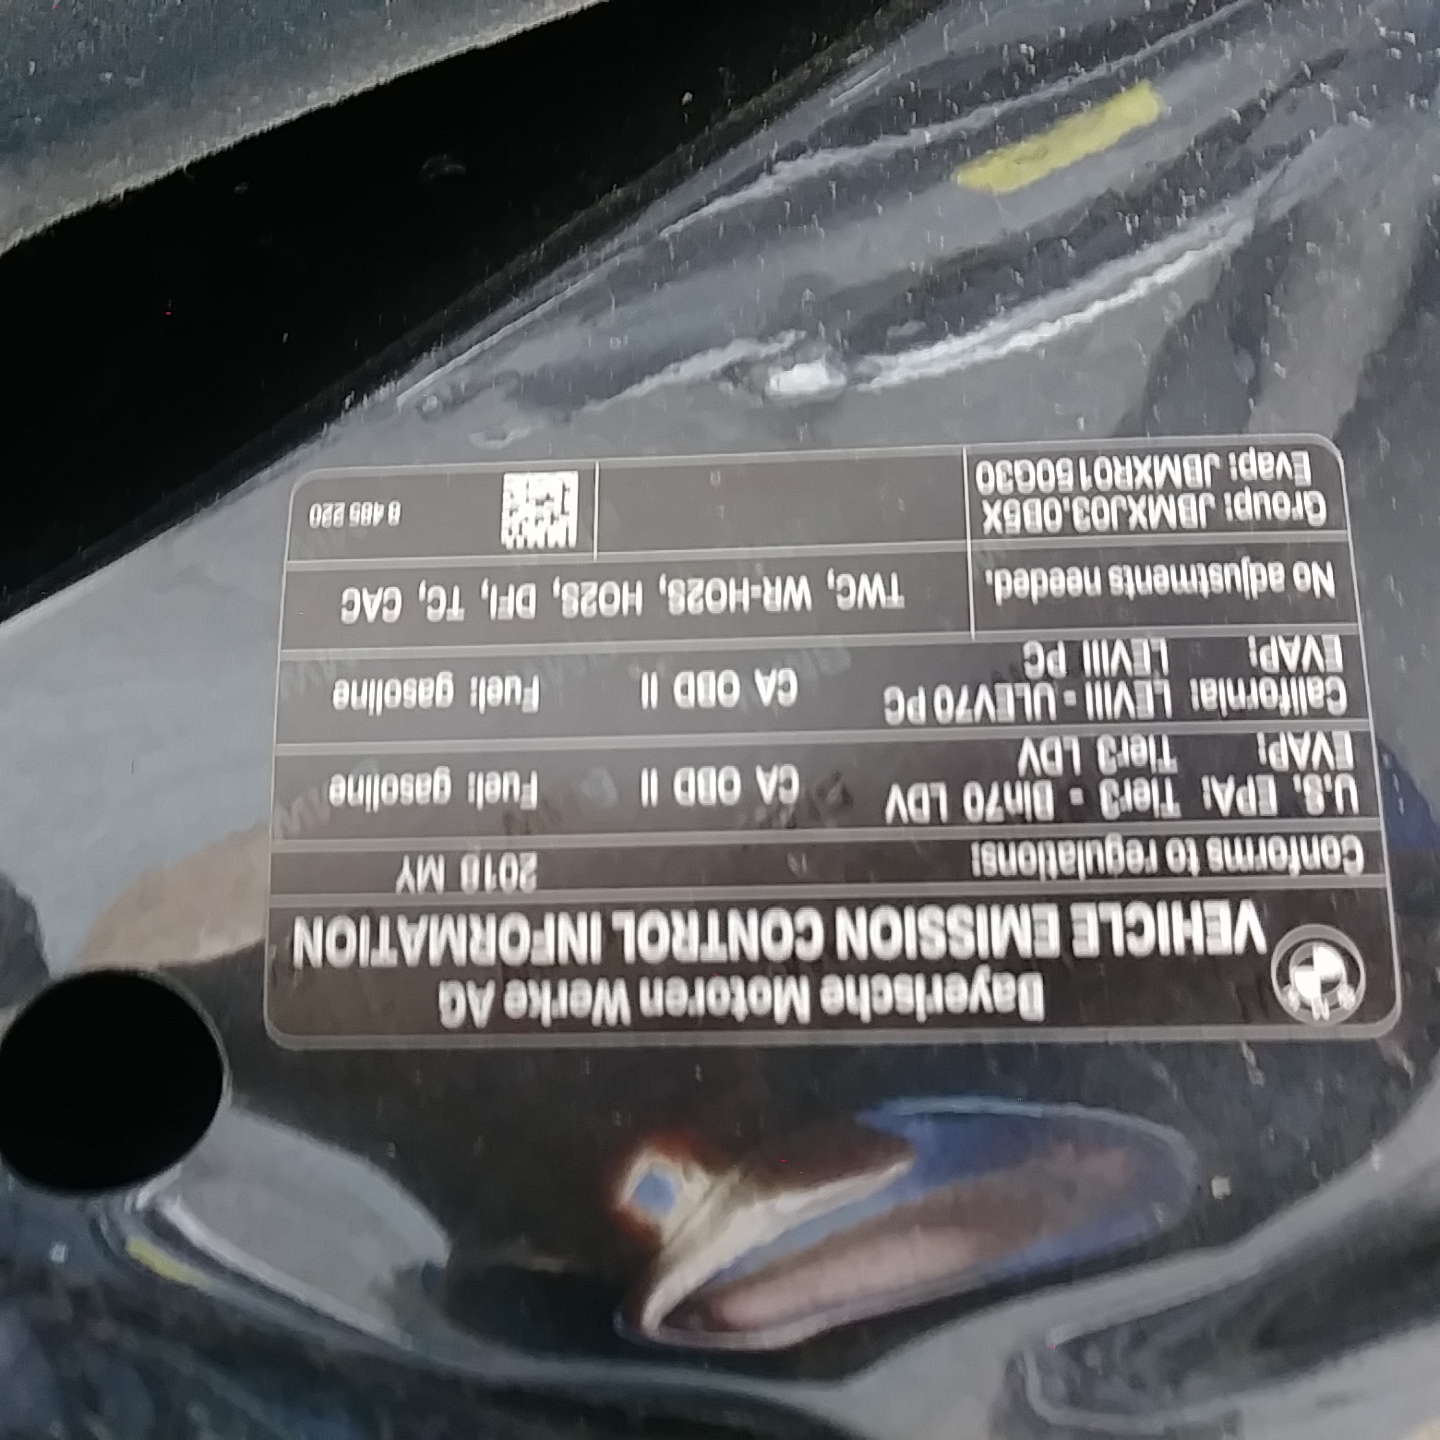 Bayerische Motoren Werke AG
VEHICLE EMISSION CONTROL INFORMATION
Conforms to regulations: 2018 MY
U.S. EPA: Tier3 - Bin70 LDV CA OBD II Fuel: gasoline
EVAP: Tier3 LDV
California: LEVIII - ULEV70 PC CA OBD II Fuel: gasoline
EVAP: LEVIII PC
No adjustments needed. TWC, WR-HO2S, HO2S, DFI, TC, CAC
Group: JBMXJ03.0B5X 8 485 220
Evap: JBMXR0150G30